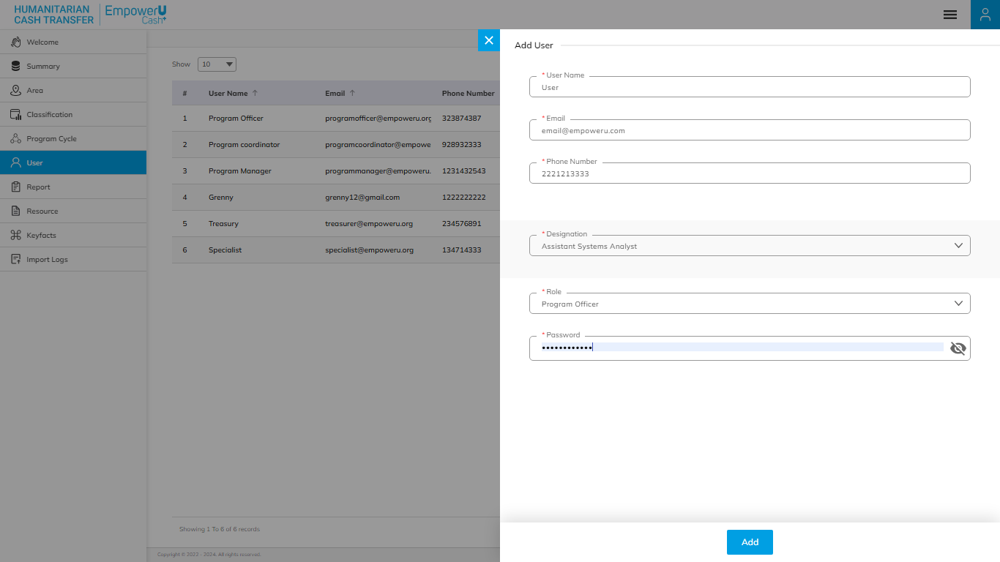 HUMANITARIAN
CASH TRANSFER
EmpowerU
Cash+
Welcome
Summary
Area
Classification
Program Cycle
User
Report
Resource
Keyfacts
Import Logs
Show 10
# User Name Email Phone Number
1 Program Officer programofficer@empoweru.org 323874387
2 Program coordinator programcoordinator@empowe 928932333
3 Program Manager programmanager@empoweru. 1231432543
4 Grenny grenny12@gmail.com 1222222222
5 Treasury treasurer@empoweru.org 234576891
6 Specialist specialist@empoweru.org 134714333
Showing 1 To 6 of 6 records
Copyright © 2022 - 2024. All rights reserved.
Add User
* User Name
User
* Email
email@empoweru.com
* Phone Number
2221213333
* Designation
Assistant Systems Analyst
* Role
Program Officer
* Password
••••••••••••
Add